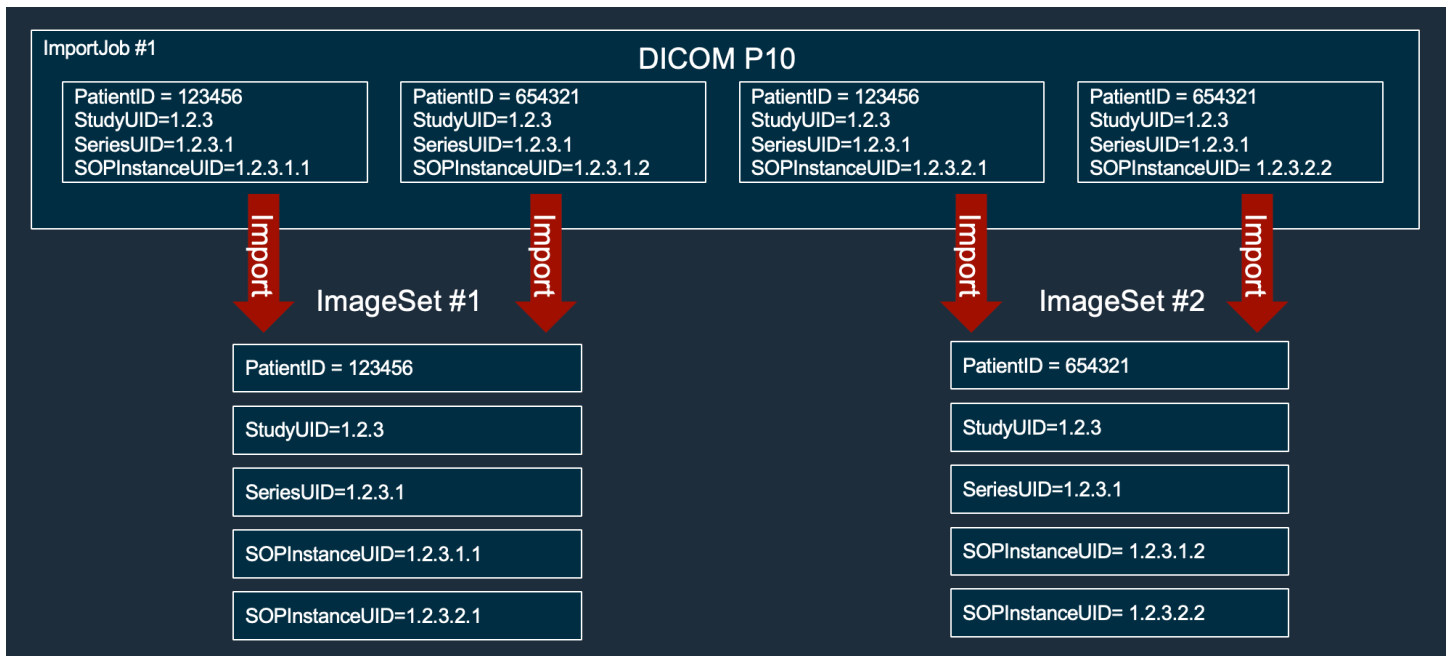 ImportJob #1
DICOM P10
PatientID = 123456
StudyUID=1.2.3
SeriesUID=1.2.3.1
SOPInstanceUID=1.2.3.1.1
PatientID = 654321
StudyUID=1.2.3
SeriesUID=1.2.3.1
SOPInstanceUID=1.2.3.1.2
PatientID = 123456
StudyUID=1.2.3
SeriesUID=1.2.3.1
SOPInstanceUID=1.2.3.2.1
PatientID = 654321
StudyUID=1.2.3
SeriesUID=1.2.3.1
SOPInstanceUID= 1.2.3.2.2
Import
Import
Import
Import
ImageSet #1
PatientID = 123456
StudyUID=1.2.3
SeriesUID=1.2.3.1
SOPInstanceUID=1.2.3.1.1
SOPInstanceUID=1.2.3.2.1
ImageSet #2
PatientID = 654321
StudyUID=1.2.3
SeriesUID=1.2.3.1
SOPInstanceUID= 1.2.3.1.2
SOPInstanceUID= 1.2.3.2.2